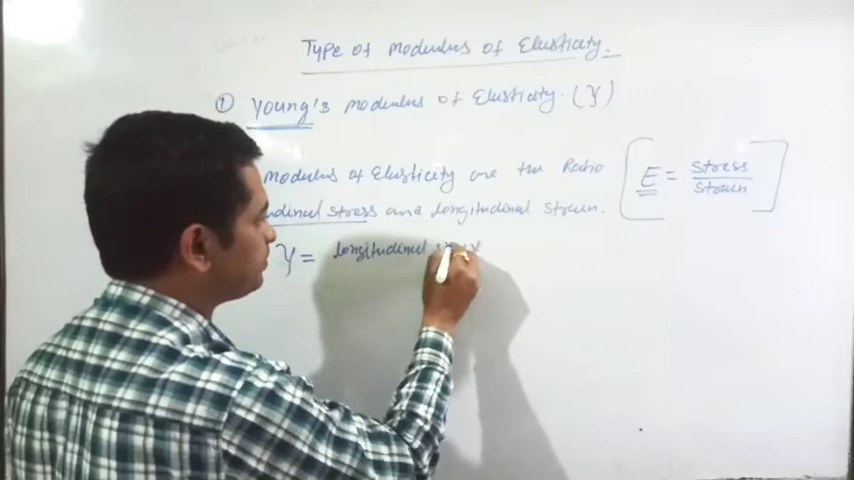 Type of modulus of Elasticity.
① Young's modulus of Elasticity. (Y)
modulus of Elasticity are the Ratio
dinal stress and longitudinal strain.
E = stress / strain
Y = longitudinal